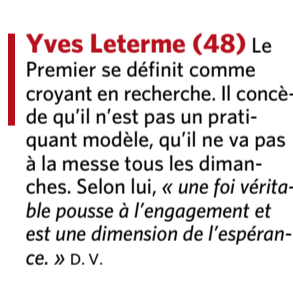 Yves Leterme (48) Le
Premier se définit comme
croyant en recherche. Il concè-
de qu'il n'est pas un prati-
quant modèle, qu'il ne va pas
à la messe tous les diman-
ches. Selon lui, « une foi vérita-
ble pousse à l'engagement et
est une dimension de l'espéran-
ce. » D. V.